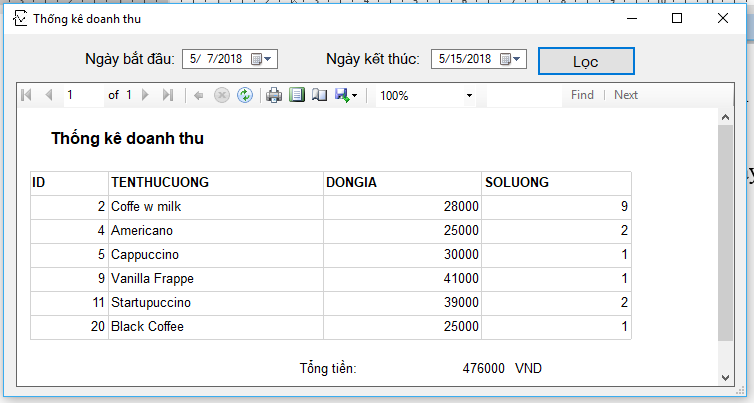 Thống kê doanh thu
Ngày bắt đầu: 5/ 7/2018 Ngày kết thúc: 5/15/2018 Lọc
1 of 1 100% Find | Next
Thống kê doanh thu
ID TENTHUCUONG DONGIA SOLUONG
2 Coffe w milk 28000 9
4 Americano 25000 2
5 Cappuccino 30000 1
9 Vanilla Frappe 41000 1
11 Startupuccino 39000 2
20 Black Coffee 25000 1
Tổng tiền: 476000 VND